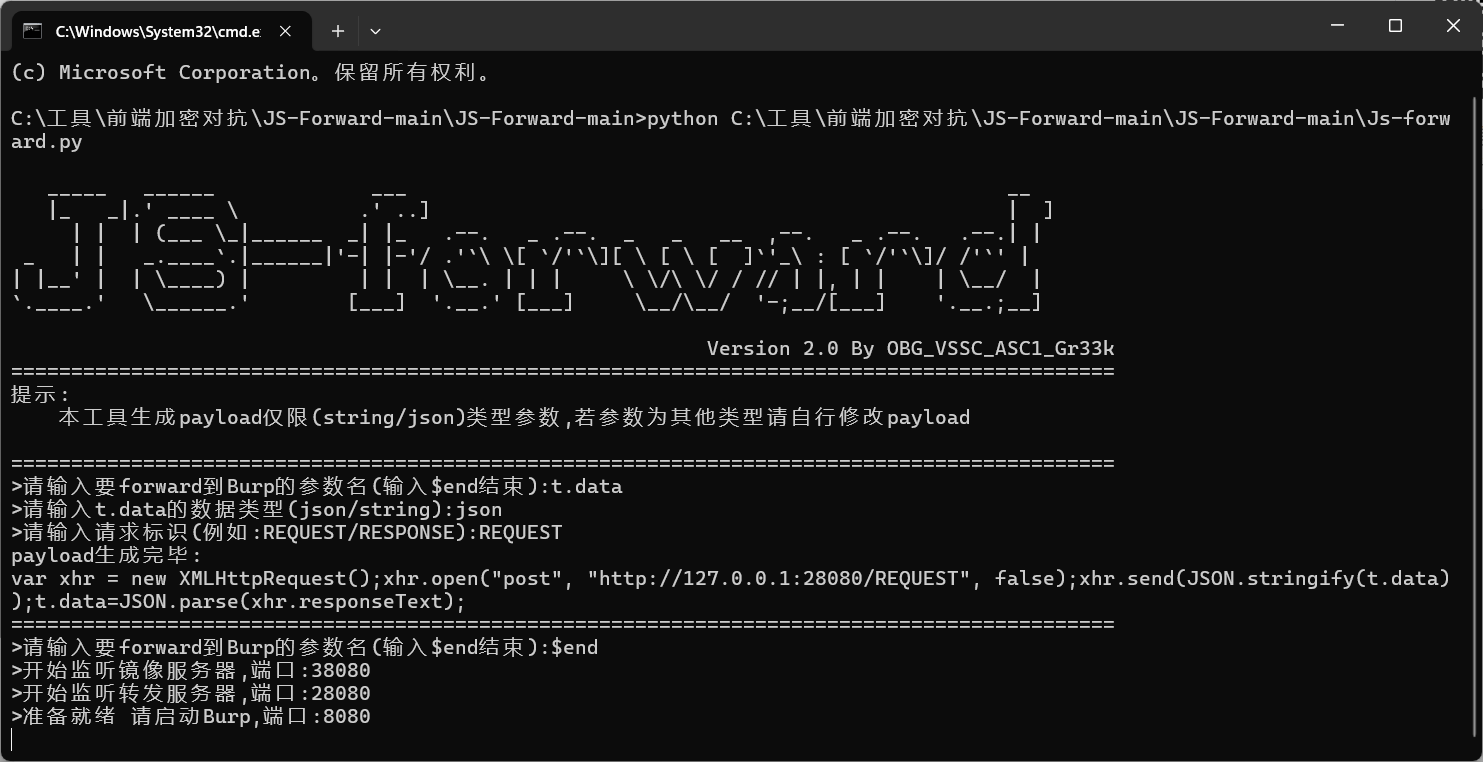 C:\Windows\System32\cmd.e
(c) Microsoft Corporation。保留所有权利。
C:\工具\前端加密对抗\JS-Forward-main\JS-Forward-main>python C:\工具\前端加密对抗\JS-Forward-main\JS-Forward-main\Js-forw
ard.py
JS-forward
Version 2.0 By OBG_VSSC_ASC1_Gr33k
============================================================================================
提示:
本工具生成payload仅限(string/json)类型参数,若参数为其他类型请自行修改payload
============================================================================================
>请输入要forward到Burp的参数名(输入$end结束):t.data
>请输入t.data的数据类型(json/string):json
>请输入请求标识(例如:REQUEST/RESPONSE):REQUEST
payload生成完毕:
var xhr = new XMLHttpRequest();xhr.open("post", "http://127.0.0.1:28080/REQUEST", false);xhr.send(JSON.stringify(t.data)
);t.data=JSON.parse(xhr.responseText);
============================================================================================
>请输入要forward到Burp的参数名(输入$end结束):$end
>开始监听镜像服务器,端口:38080
>开始监听转发服务器,端口:28080
>准备就绪 请启动Burp,端口:8080